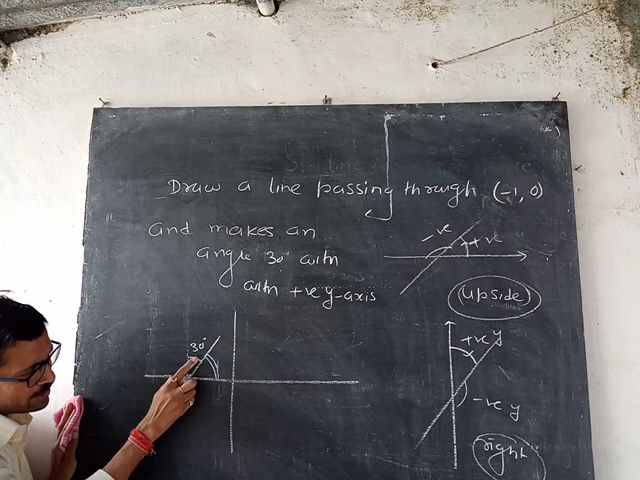 Draw a line passing through (-1, 0)
and makes an
angle 30° with
with +ve y-axis
-ve
+ve
(upside)
30°
+ve y
-ve y
right